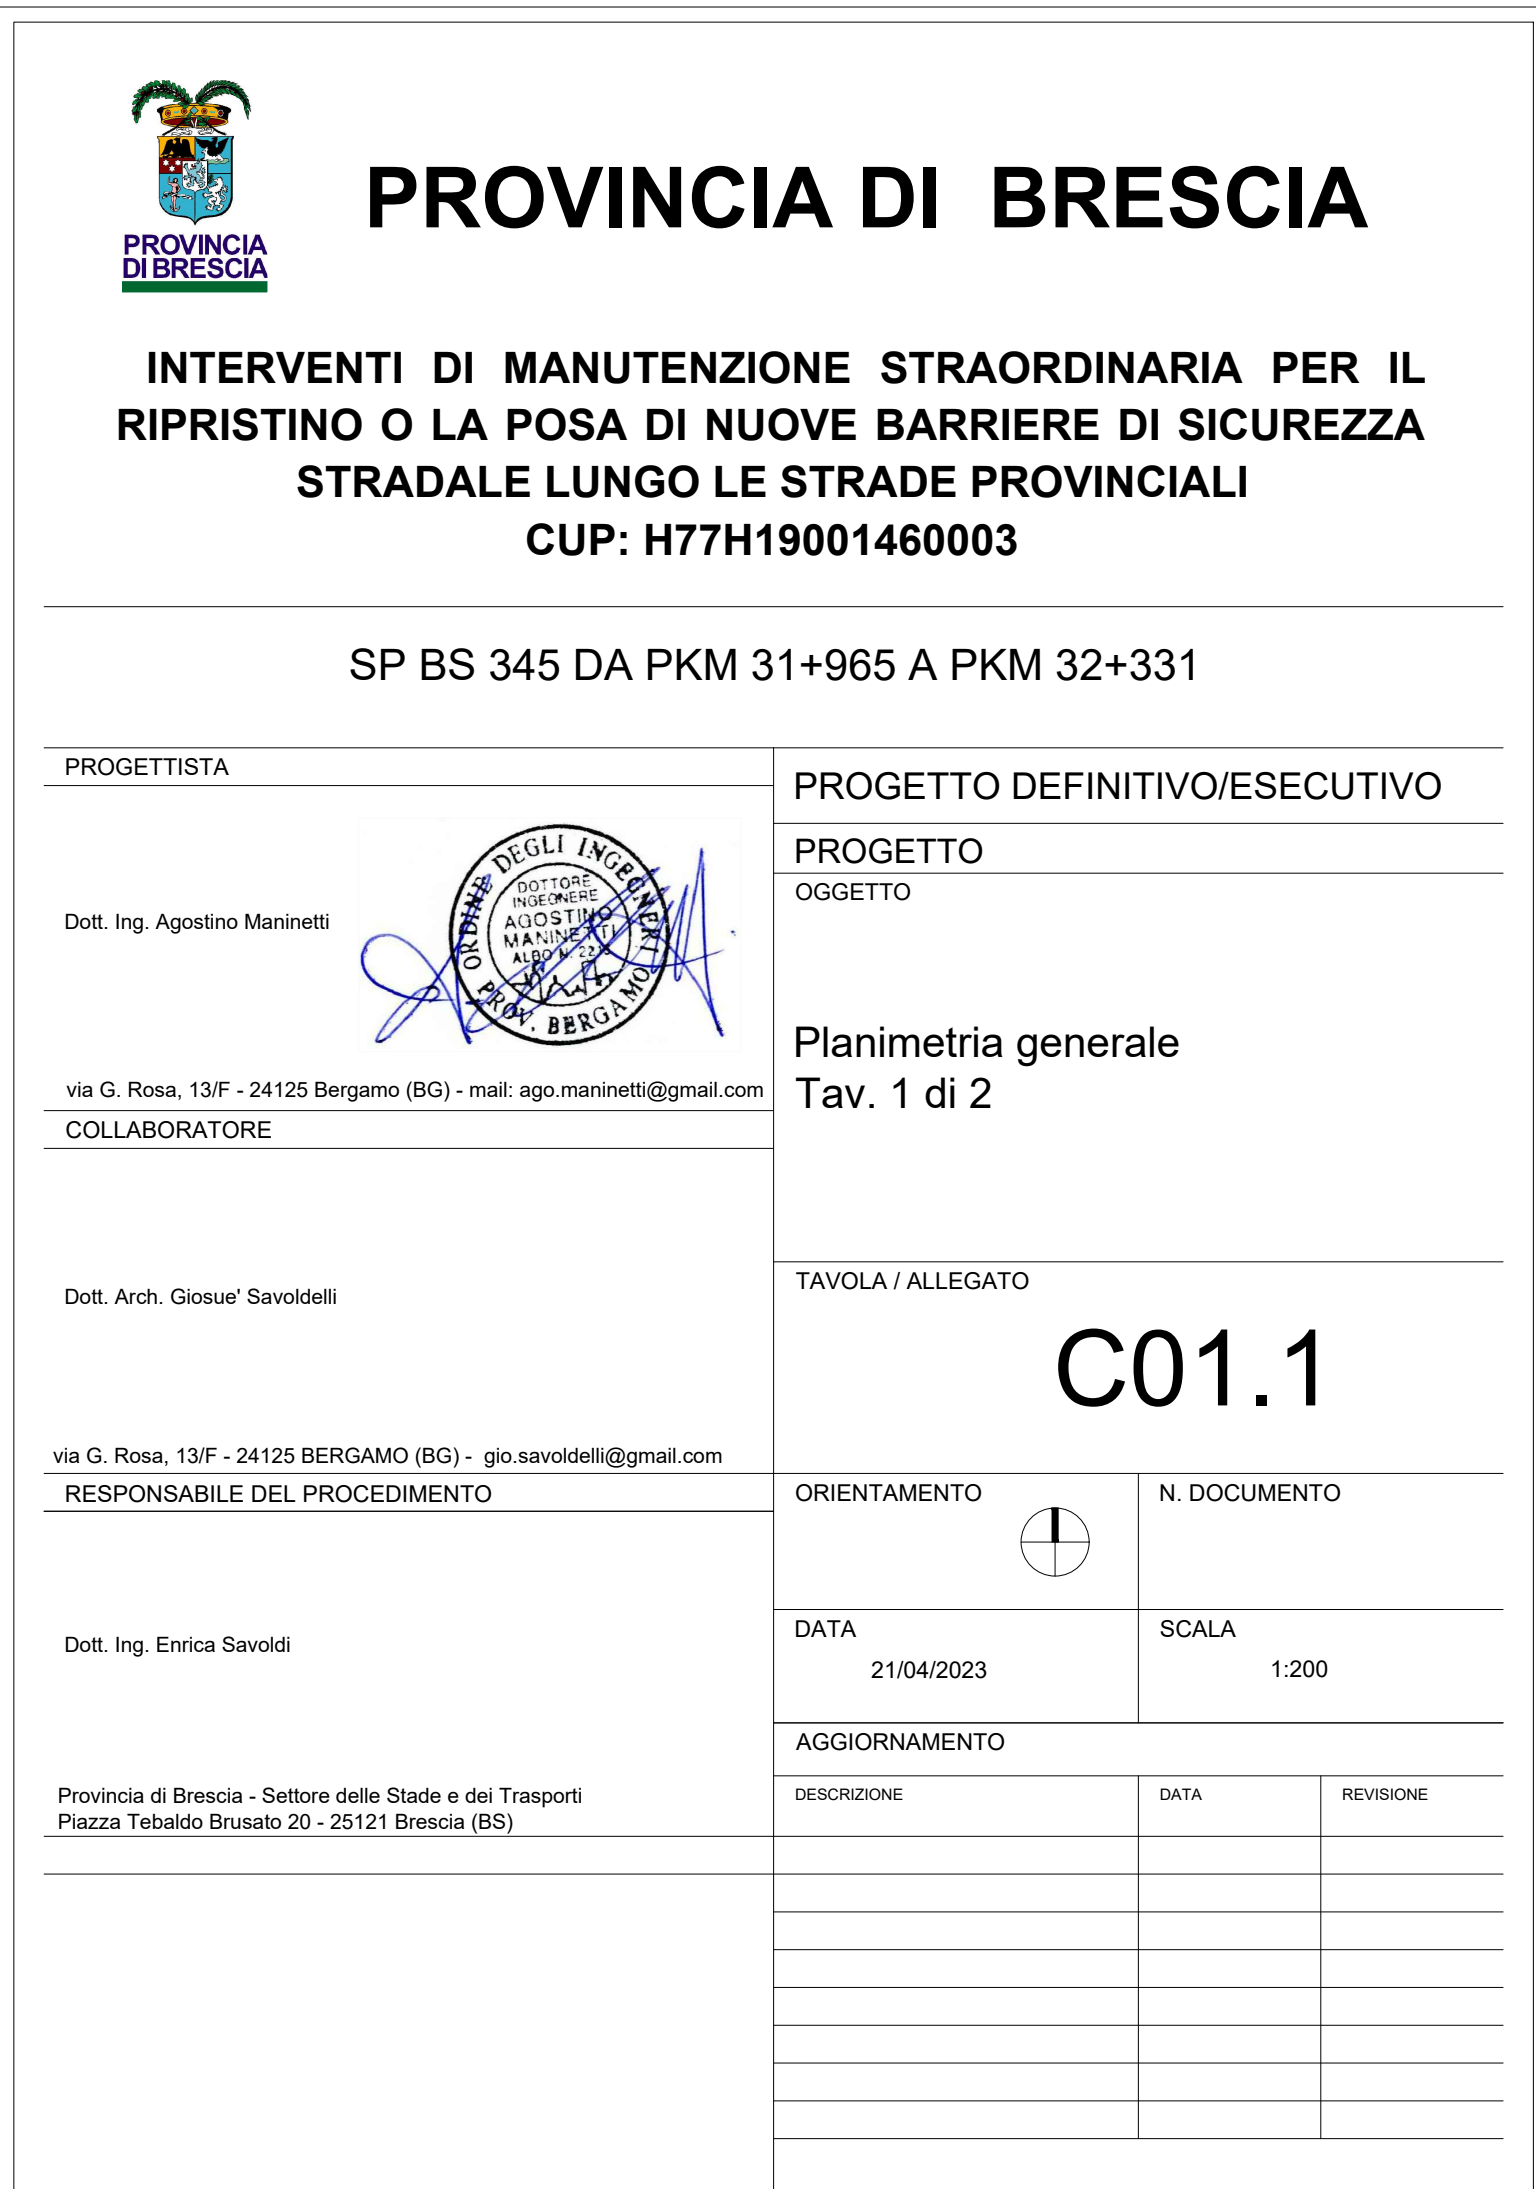 PROVINCIA
DI BRESCIA
PROVINCIA DI BRESCIA
INTERVENTI DI MANUTENZIONE STRAORDINARIA PER IL
RIPRISTINO O LA POSA DI NUOVE BARRIERE DI SICUREZZA
STRADALE LUNGO LE STRADE PROVINCIALI
CUP: H77H19001460003
SP BS 345 DA PKM 31+965 A PKM 32+331
PROGETTISTA
Dott. Ing. Agostino Maninetti
ORDINE DEGLI INGEGNERI
PROV. BERGAMO
DOTTORE
INGEGNERE
AGOSTINO
MANINETTI
ALBO N.
via G. Rosa, 13/F - 24125 Bergamo (BG) - mail: ago.maninetti@gmail.com
COLLABORATORE
Dott. Arch. Giosue' Savoldelli
via G. Rosa, 13/F - 24125 BERGAMO (BG) - gio.savoldelli@gmail.com
RESPONSABILE DEL PROCEDIMENTO
Dott. Ing. Enrica Savoldi
Provincia di Brescia - Settore delle Stade e dei Trasporti
Piazza Tebaldo Brusato 20 - 25121 Brescia (BS)
PROGETTO DEFINITIVO/ESECUTIVO
PROGETTO
OGGETTO
Planimetria generale
Tav. 1 di 2
TAVOLA / ALLEGATO
C01.1
ORIENTAMENTO
N. DOCUMENTO
DATA
21/04/2023
SCALA
1:200
AGGIORNAMENTO
DESCRIZIONE
DATA
REVISIONE